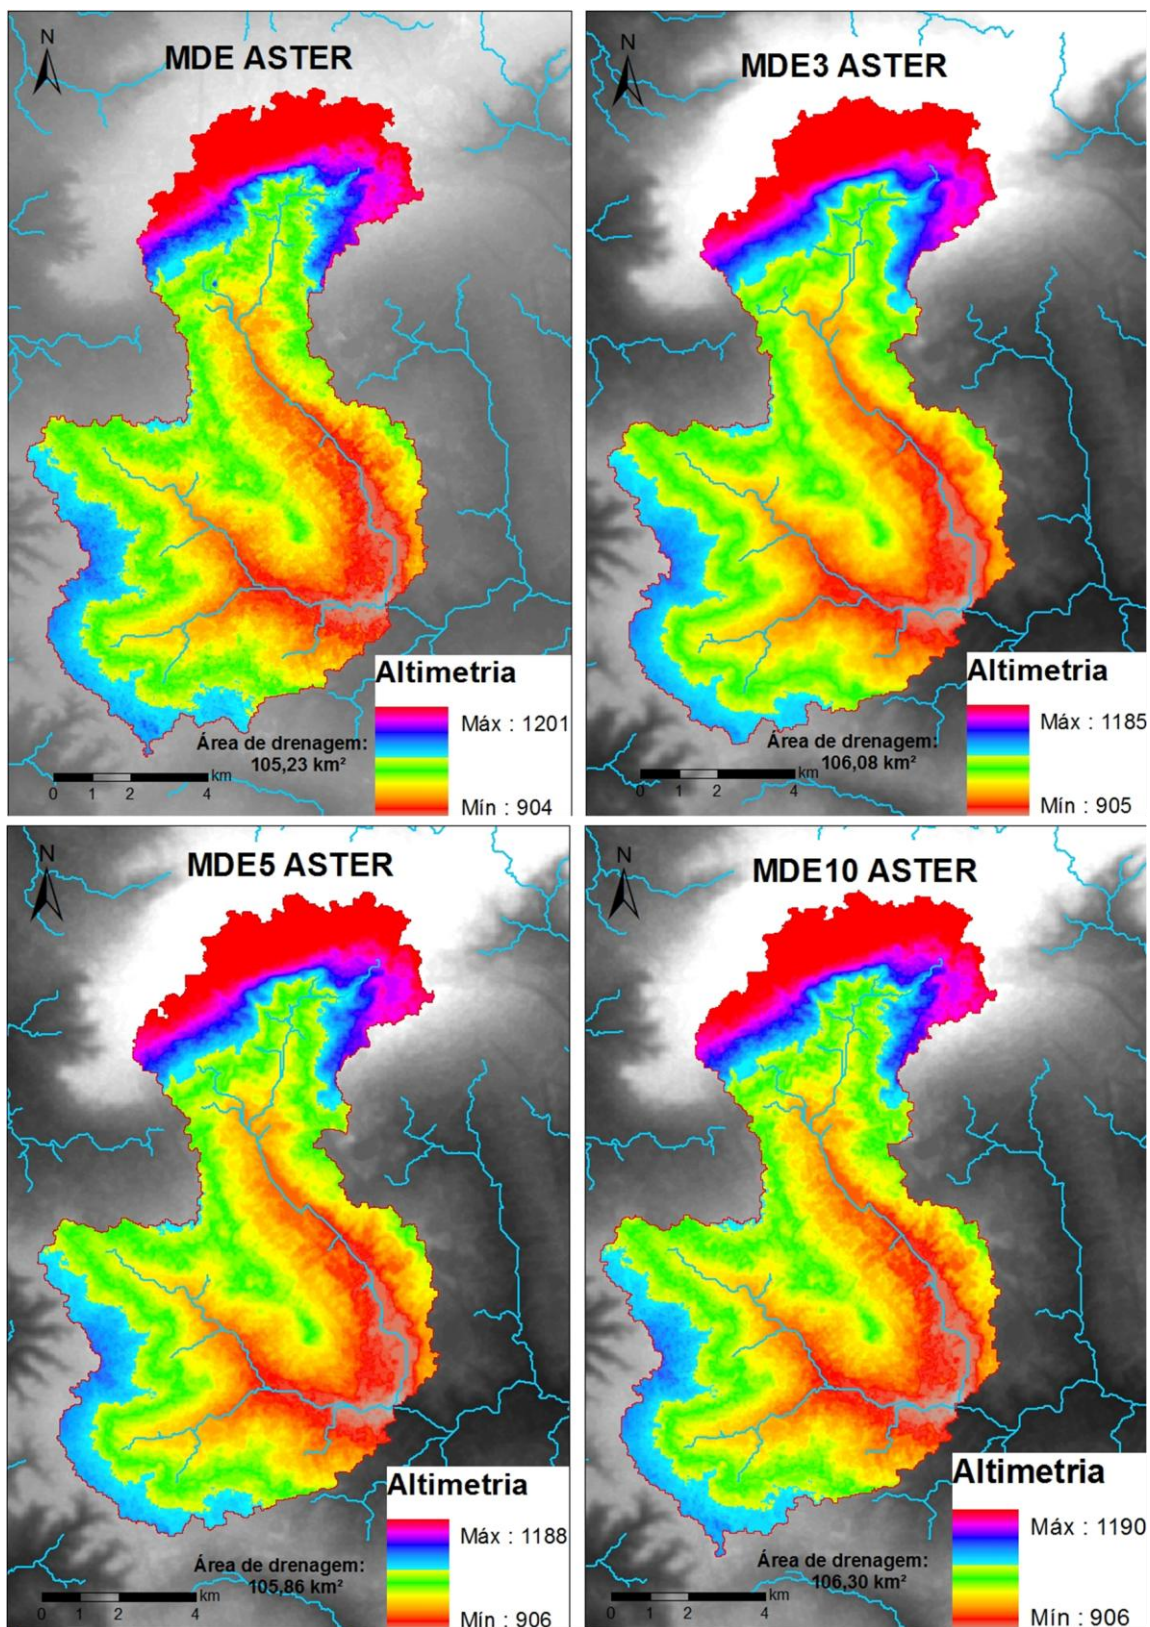 N
MDE ASTER
Altimetria
Máx : 1201
Mín : 904
Área de drenagem:
105,23 km²
km
0 1 2 4
N
MDE3 ASTER
Altimetria
Máx : 1185
Mín : 905
Área de drenagem:
106,08 km²
km
0 1 2 4
N
MDE5 ASTER
Altimetria
Máx : 1188
Mín : 906
Área de drenagem:
105,86 km²
km
0 1 2 4
N
MDE10 ASTER
Altimetria
Máx : 1190
Mín : 906
Área de drenagem:
106,30 km²
km
0 1 2 4